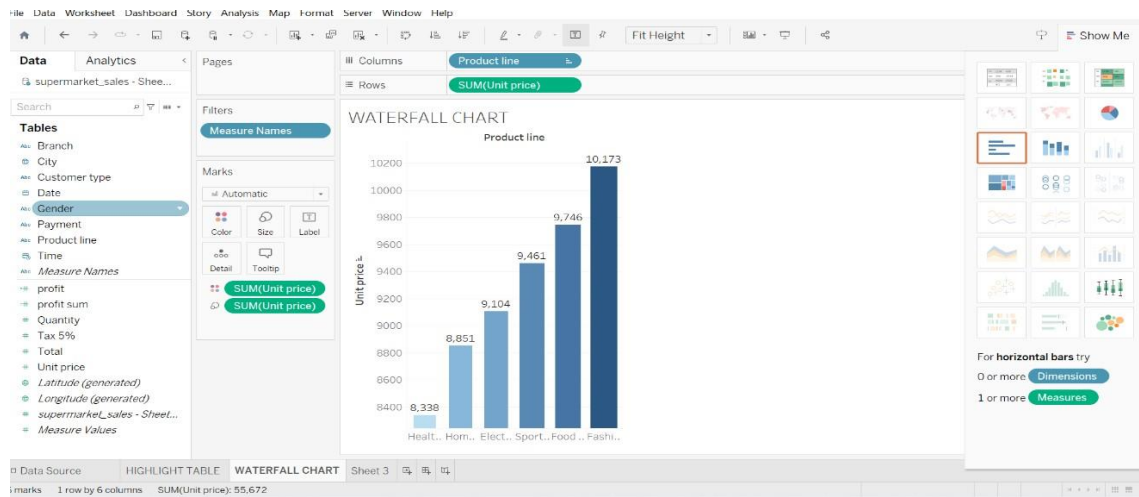 File Data Worksheet Dashboard Story Analysis Map Format Server Window Help
Fit Height
Show Me
Data Analytics
supermarket_sales - Shee...
Search
Tables
Abc Branch
City
Abc Customer type
Date
Abc Gender
Abc Payment
Abc Product line
Time
Abc Measure Names
profit
profit sum
Quantity
Tax 5%
Total
Unit price
Latitude (generated)
Longitude (generated)
supermarket_sales - Sheet...
Measure Values
Pages
Filters
Measure Names
Marks
Automatic
Color Size Label
Detail Tooltip
SUM(Unit price)
SUM(Unit price)
Columns Product line
Rows SUM(Unit price)
WATERFALL CHART
Product line
Unit price
10200
10000
9800
9600
9400
9200
9000
8800
8600
8400
8,338
8,851
9,104
9,461
9,746
10,173
Healt.. Hom.. Elect.. Sport.. Food .. Fashi..
For horizontal bars try
0 or more Dimensions
1 or more Measures
Data Source HIGHLIGHT TABLE WATERFALL CHART Sheet 3
marks 1 row by 6 columns SUM(Unit price): 55,672